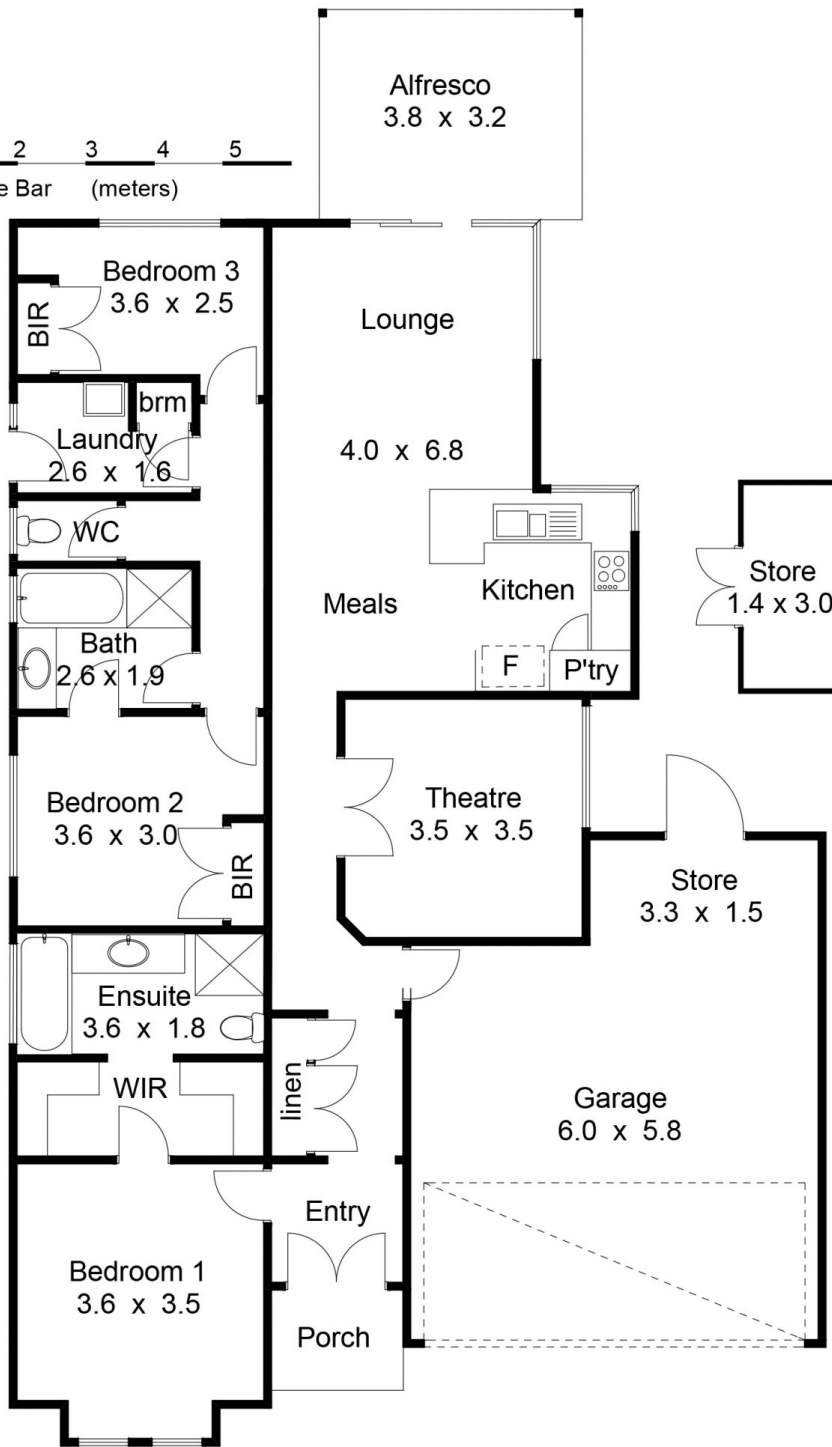 Alfresco
3.8 x 3.2
2 3 4 5
e Bar (meters)
Bedroom 3
3.6 x 2.5
BIR
Lounge
4.0 x 6.8
brm
Laundry
2.6 x 1.6
WC
Kitchen
Meals
F
P'try
Store
1.4 x 3.0
Bath
2.6 x 1.9
Bedroom 2
3.6 x 3.0
BIR
Theatre
3.5 x 3.5
Store
3.3 x 1.5
Ensuite
3.6 x 1.8
WIR
linen
Garage
6.0 x 5.8
Entry
Bedroom 1
3.6 x 3.5
Porch